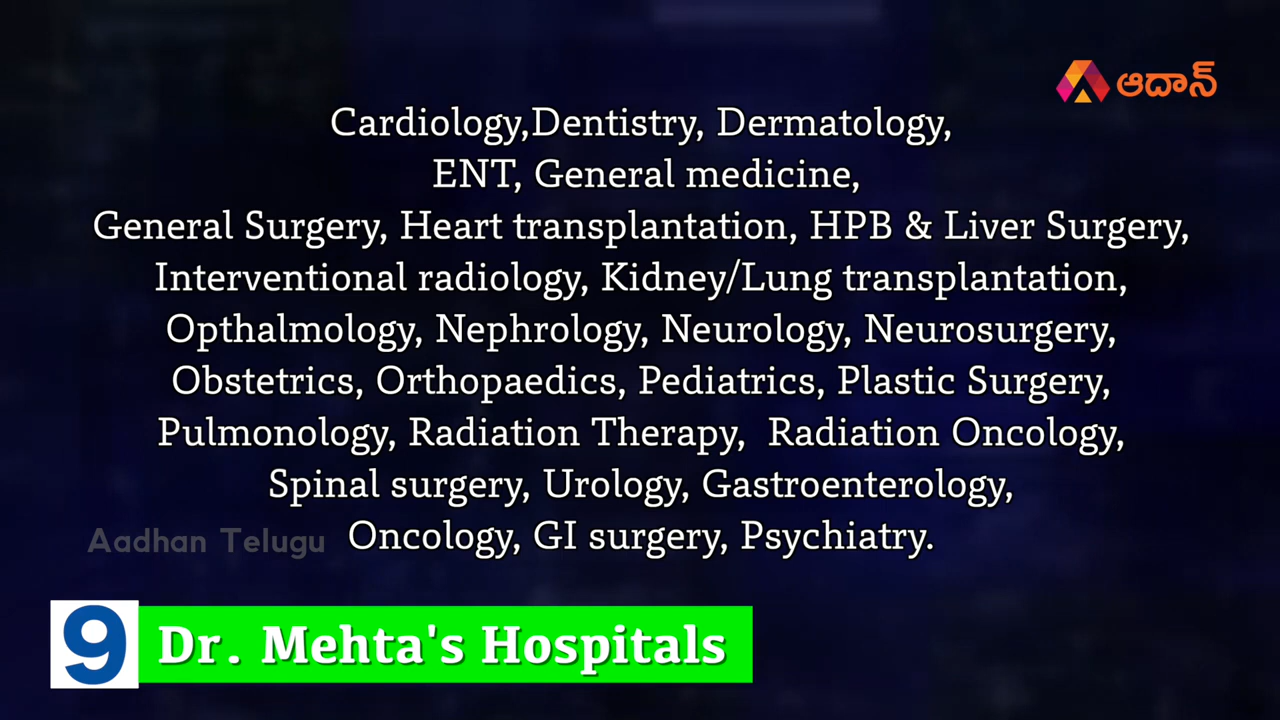 ఆదాన్
Cardiology,Dentistry, Dermatology,
ENT, General medicine,
General Surgery, Heart transplantation, HPB & Liver Surgery,
Interventional radiology, Kidney/Lung transplantation,
Opthalmology, Nephrology, Neurology, Neurosurgery,
Obstetrics, Orthopaedics, Pediatrics, Plastic Surgery,
Pulmonology, Radiation Therapy, Radiation Oncology,
Spinal surgery, Urology, Gastroenterology,
Oncology, GI surgery, Psychiatry.
Aadhan Telugu
9 Dr. Mehta's Hospitals